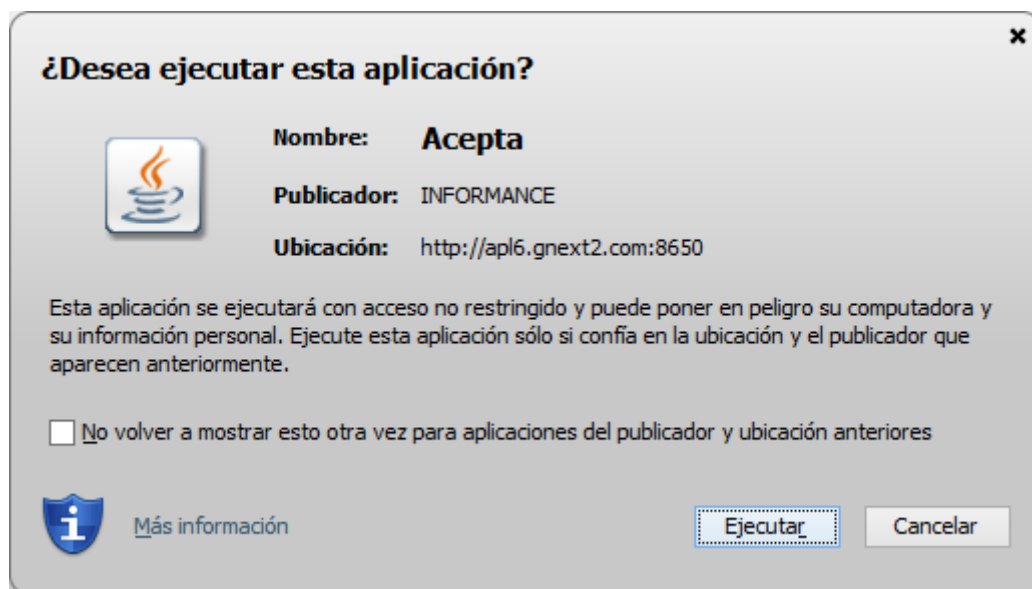 ¿Desea ejecutar esta aplicación?
Nombre: Acepta
Publicador: INFORMANCE
Ubicación: http://apl6.gnext2.com:8650
Esta aplicación se ejecutará con acceso no restringido y puede poner en peligro su computadora y
su información personal. Ejecute esta aplicación sólo si confía en la ubicación y el publicador que
aparecen anteriormente.
No volver a mostrar esto otra vez para aplicaciones del publicador y ubicación anteriores
Más información
Ejecutar
Cancelar